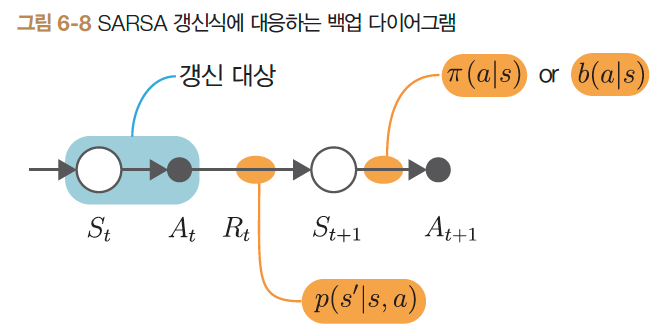 그림 6-8 SARSA 갱신식에 대응하는 백업 다이어그램
갱신 대상
π(a|s) or b(a|s)
S_t A_t R_t S_{t+1} A_{t+1}
p(s'|s, a)